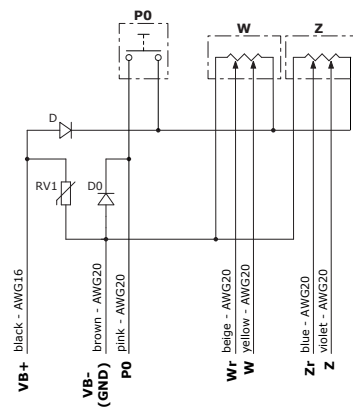 P0
W
Z
D
RV1
D0
black - AWG16
brown - AWG20
pink - AWG20
beige - AWG20
yellow - AWG20
blue - AWG20
violet - AWG20
VB+
VB-
(GND)
P0
Wr
W
Zr
Z